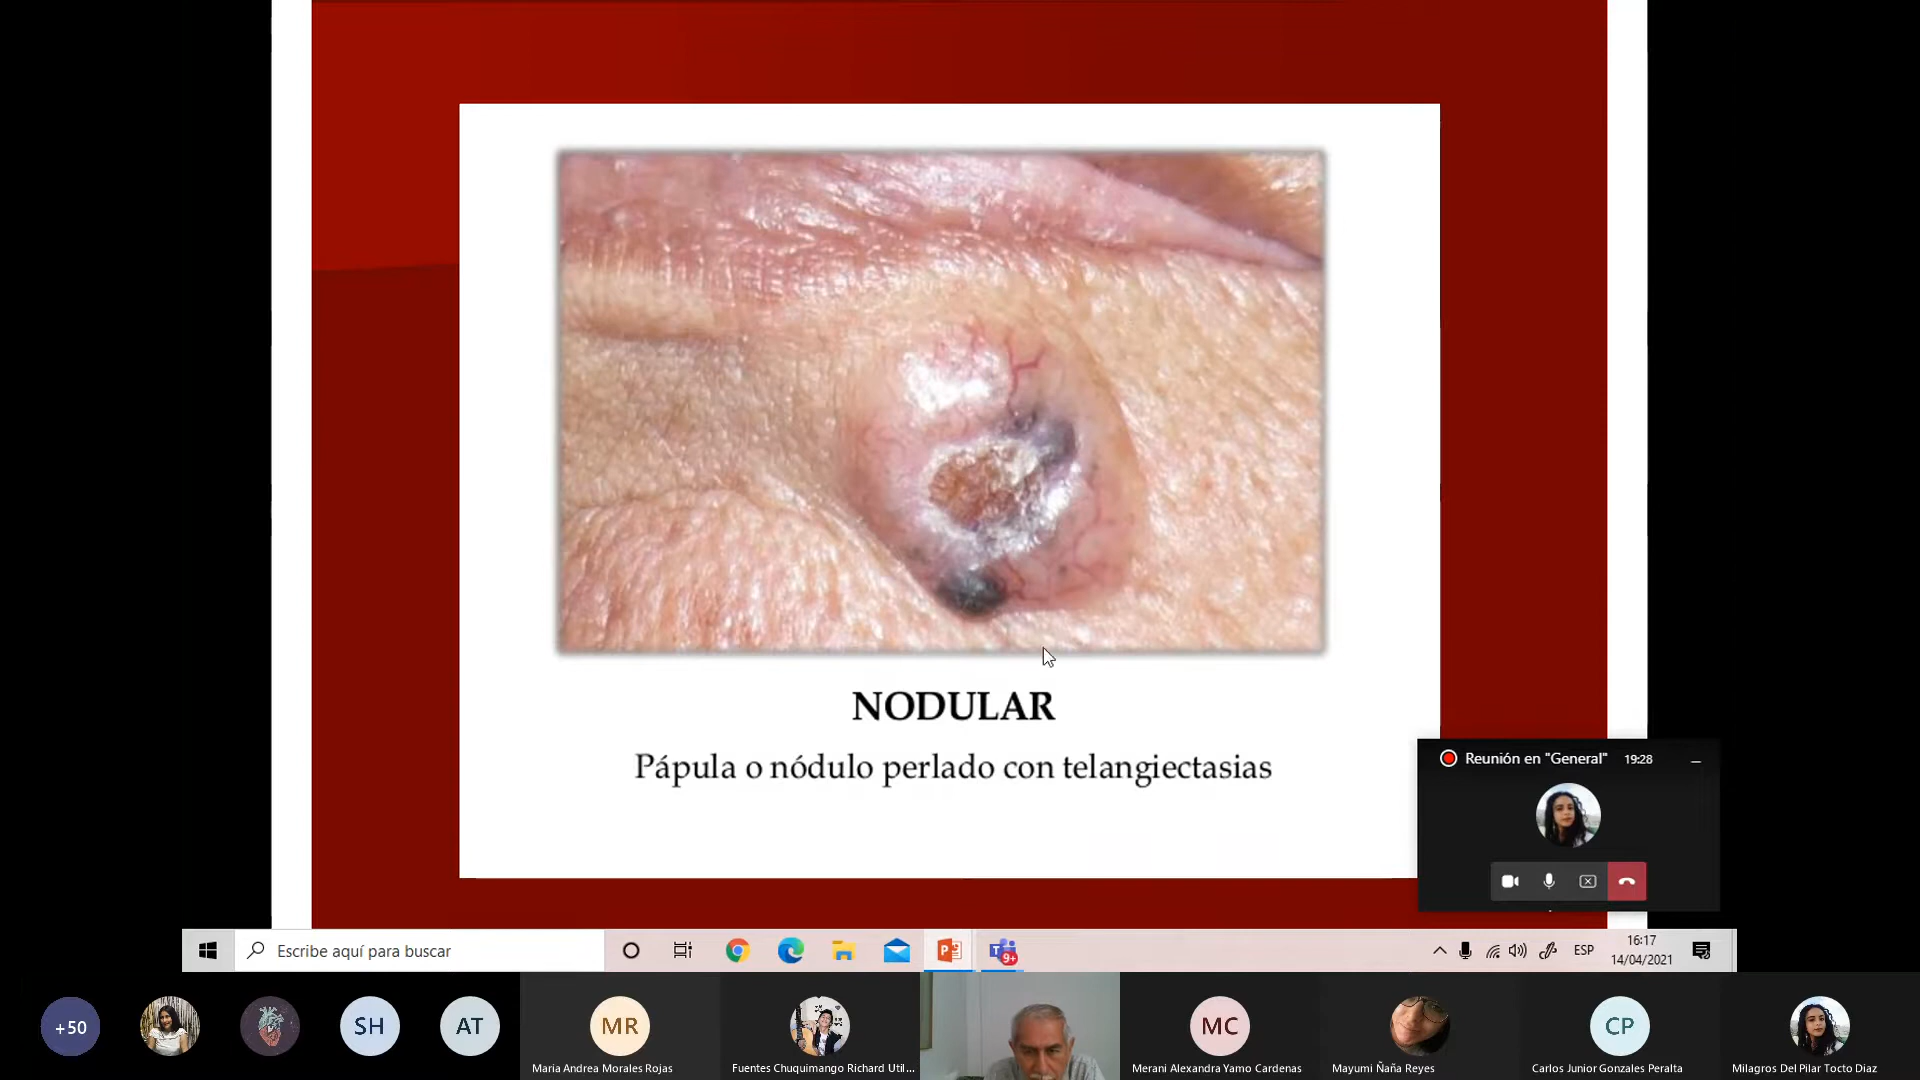 NODULAR
Pápula o nódulo perlado con telangiectasias
Reunión en "General" 19:28
Escribe aquí para buscar
9+
ESP
16:17
14/04/2021
+50
SH
AT
MR
MC
CP
Maria Andrea Morales Rojas
Fuentes Chuquimango Richard Util...
Merani Alexandra Yamo Cardenas
Mayumi Ñaña Reyes
Carlos Junior Gonzales Peralta
Milagros Del Pilar Tocto Diaz